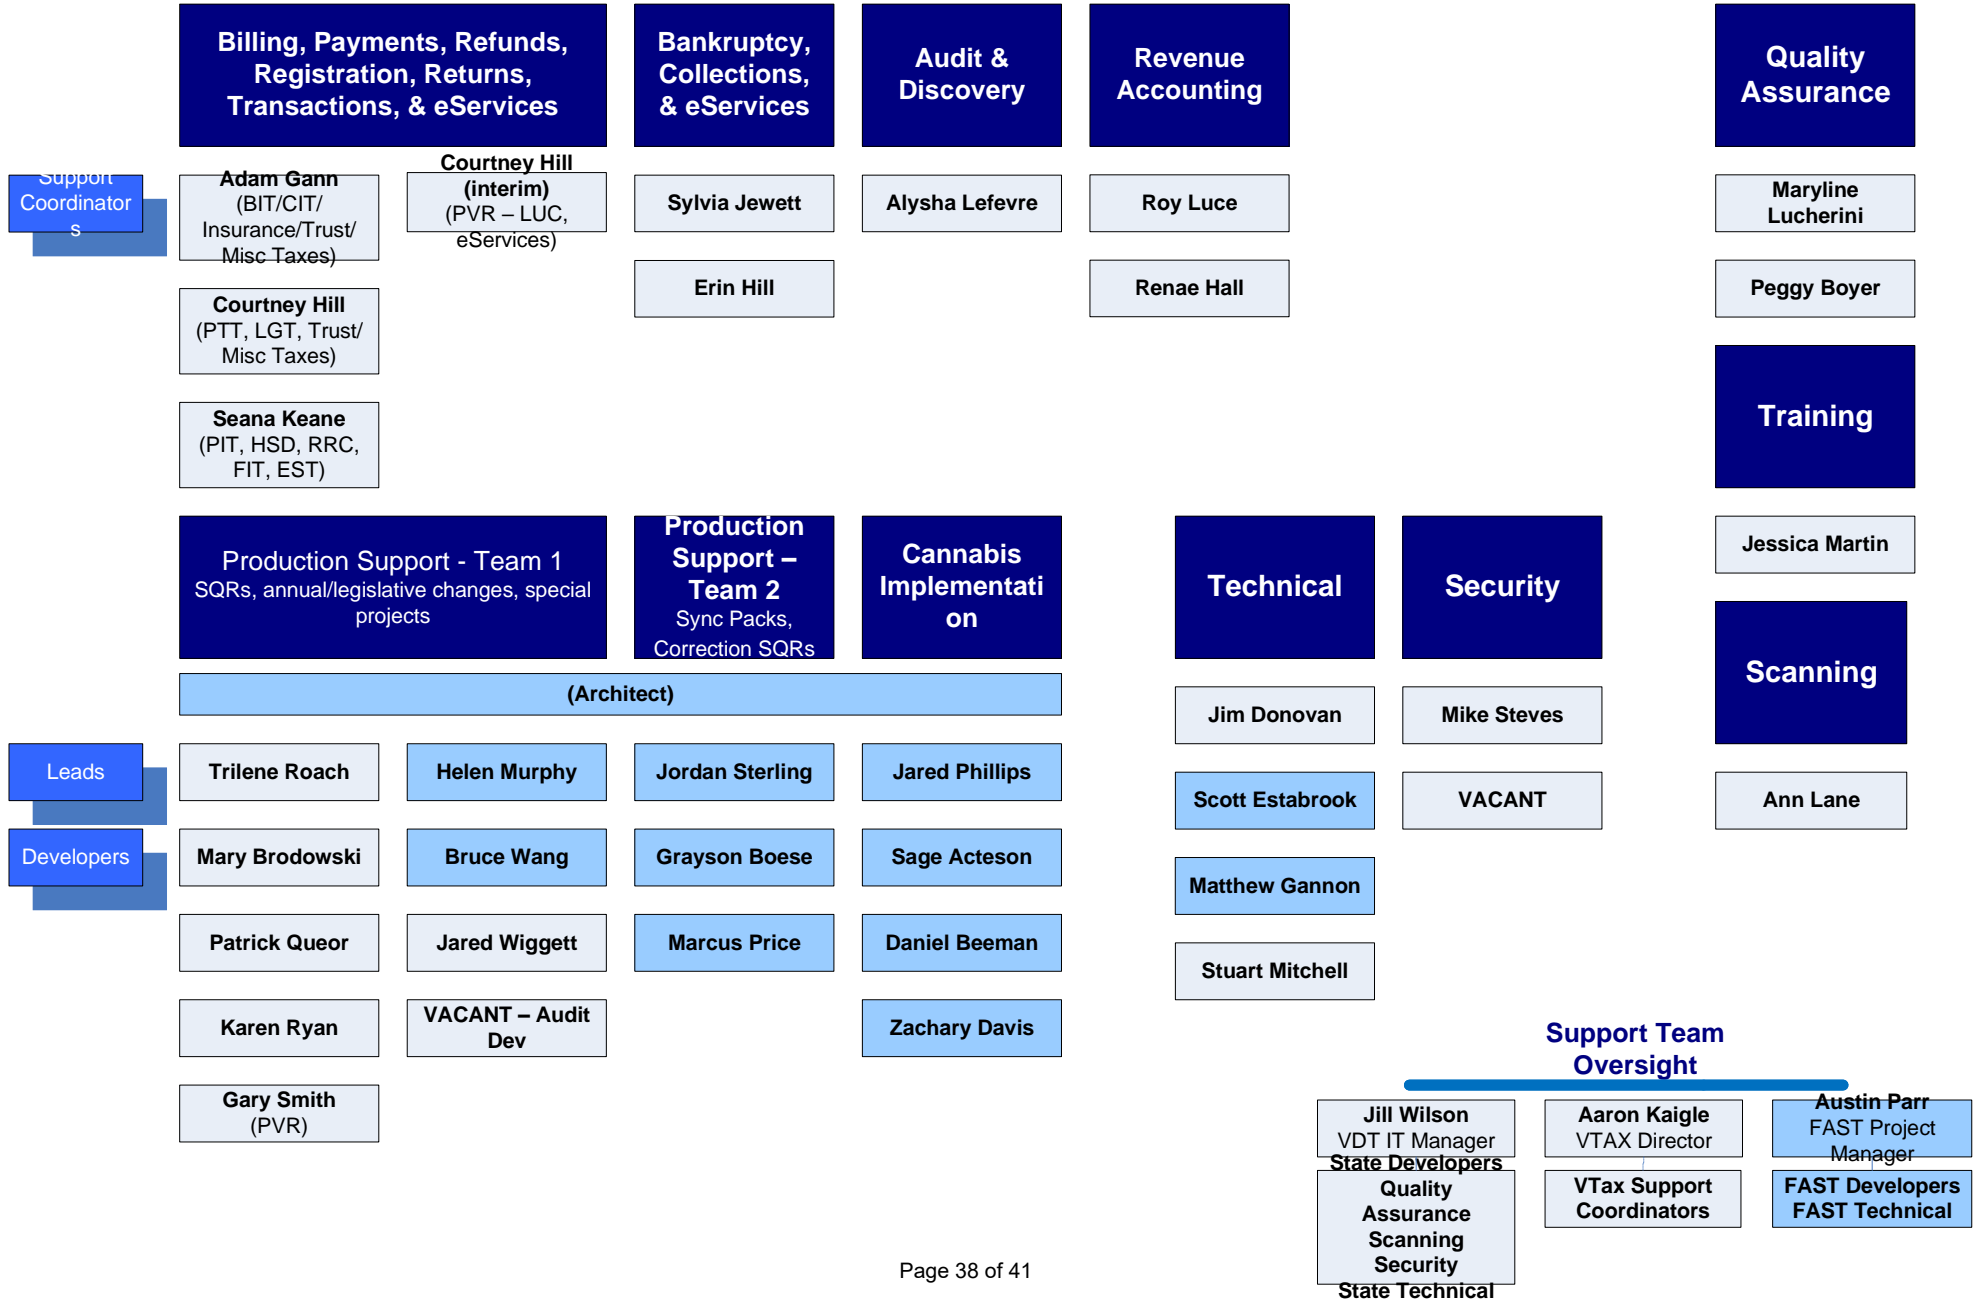 Billing, Payments, Refunds,
Registration, Returns,
Transactions, & eServices
Bankruptcy,
Collections,
& eServices
Audit &
Discovery
Revenue
Accounting
Quality
Assurance
Support
Coordinator
s
Adam Gann
(BIT/CIT/
Insurance/Trust/
Misc Taxes)
Courtney Hill
(interim)
(PVR – LUC,
eServices)
Sylvia Jewett
Alysha Lefevre
Roy Luce
Maryline
Lucherini
Erin Hill
Renae Hall
Peggy Boyer
Courtney Hill
(PTT, LGT, Trust/
Misc Taxes)
Training
Seana Keane
(PIT, HSD, RRC,
FIT, EST)
Production Support - Team 1
SQRs, annual/legislative changes, special
projects
Production
Support –
Team 2
Sync Packs,
Correction SQRs
Cannabis
Implementati
on
Technical
Security
Jessica Martin
Scanning
(Architect)
Jim Donovan
Mike Steves
Leads
Trilene Roach
Helen Murphy
Jordan Sterling
Jared Phillips
Scott Estabrook
VACANT
Ann Lane
Developers
Mary Brodowski
Bruce Wang
Grayson Boese
Sage Acteson
Matthew Gannon
Patrick Queor
Jared Wiggett
Marcus Price
Daniel Beeman
Stuart Mitchell
Karen Ryan
VACANT – Audit
Dev
Zachary Davis
Gary Smith
(PVR)
Support Team
Oversight
Jill Wilson
VDT IT Manager
Aaron Kaigle
VTAX Director
Austin Parr
FAST Project
Manager
State Developers
Quality
Assurance
Scanning
Security
State Technical
VTax Support
Coordinators
FAST Developers
FAST Technical
Page 38 of 41